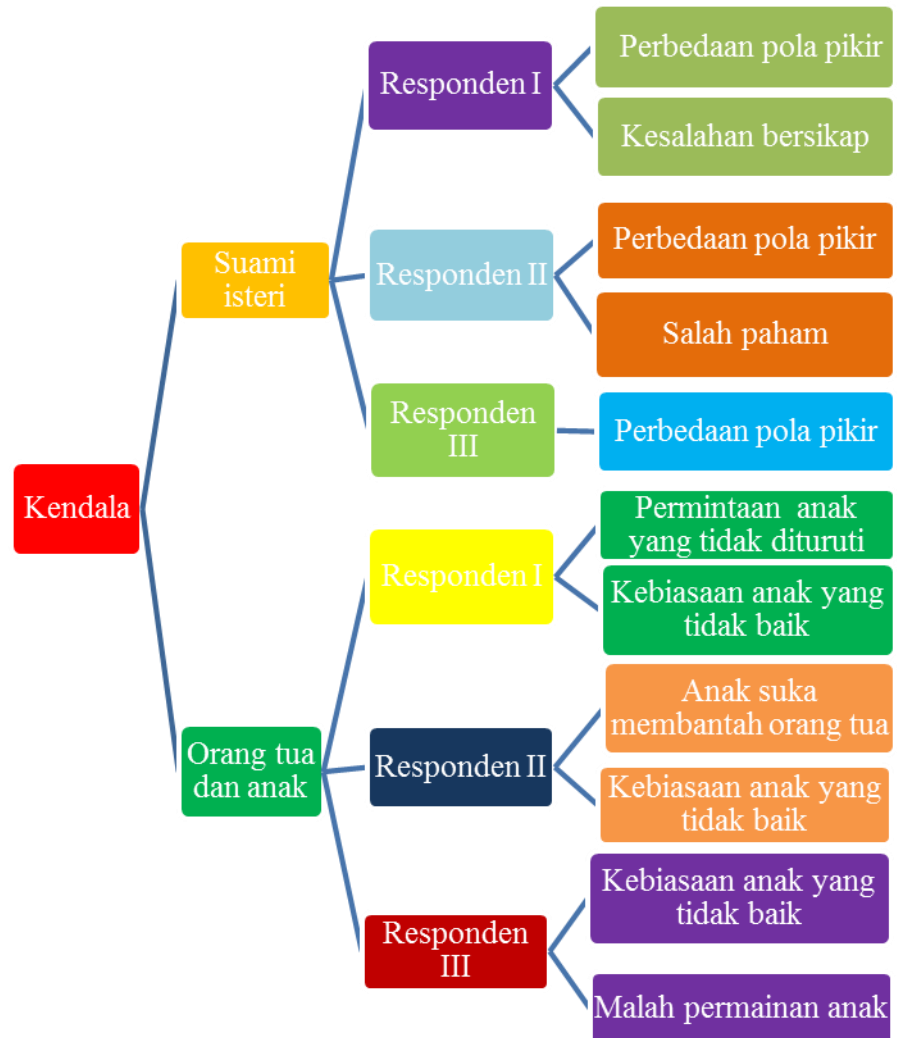 Kendala
Suami
isteri
Responden I
Perbedaan pola pikir
Kesalahan bersikap
Responden II
Perbedaan pola pikir
Salah paham
Responden
III
Perbedaan pola pikir
Orang tua
dan anak
Responden I
Permintaan anak
yang tidak dituruti
Kebiasaan anak yang
tidak baik
Responden II
Anak suka
membantah orang tua
Kebiasaan anak yang
tidak baik
Responden
III
Kebiasaan anak yang
tidak baik
Malah permainan anak